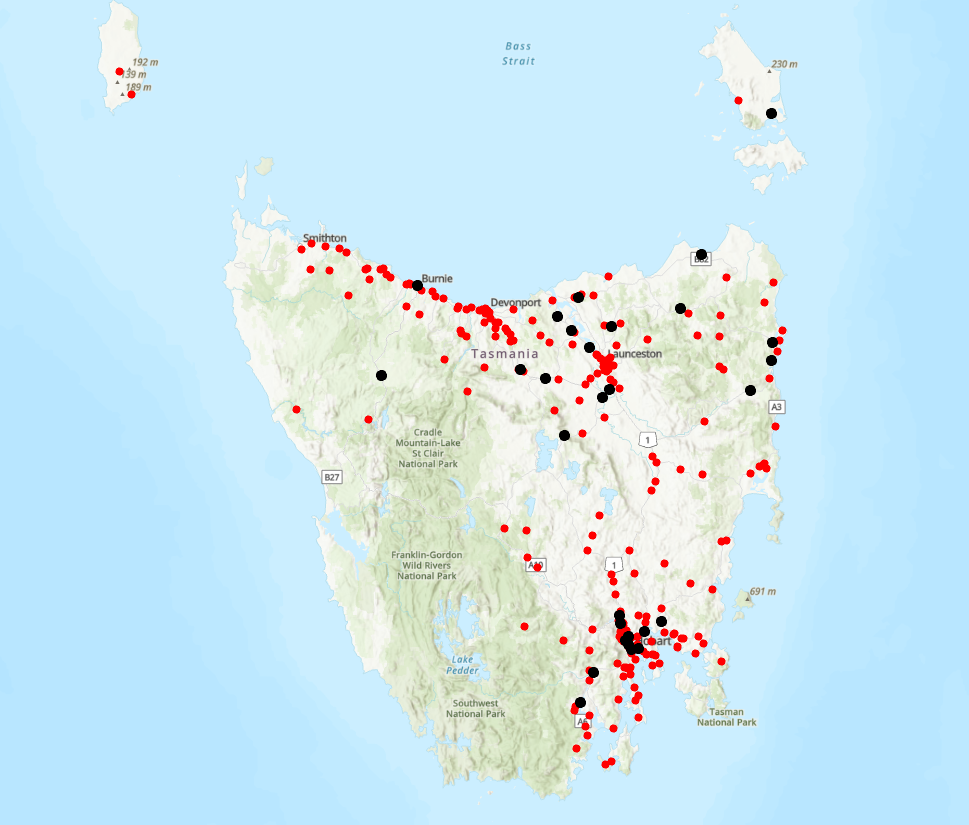 Bass
Strait
192 m
139 m
189 m
230 m
Smithton
B82
Burnie
Devonport
Tasmania
Launceston
A3
Cradle
Mountain-Lake
St Clair
National Park
1
B27
Franklin-Gordon
Wild Rivers
National Park
A10
1
691 m
Hobart
Lake
Pedder
Southwest
National Park
A6
Tasman
National Park